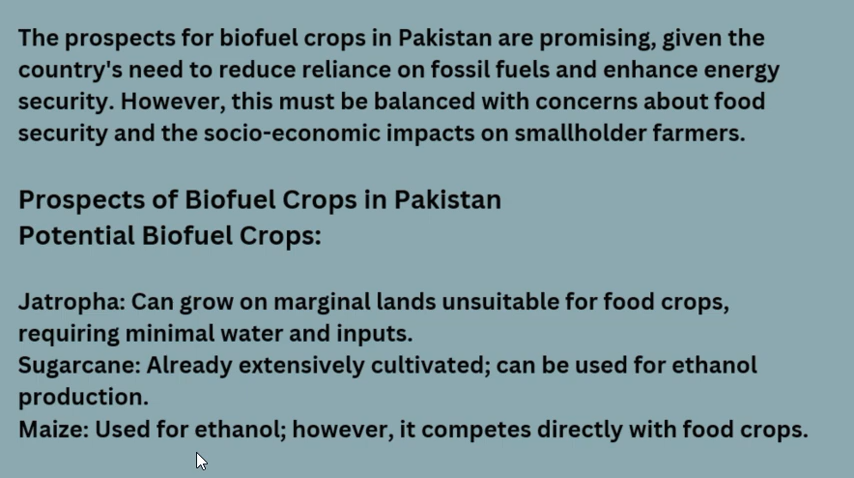 The prospects for biofuel crops in Pakistan are promising, given the
country's need to reduce reliance on fossil fuels and enhance energy
security. However, this must be balanced with concerns about food
security and the socio-economic impacts on smallholder farmers.
Prospects of Biofuel Crops in Pakistan
Potential Biofuel Crops:
Jatropha: Can grow on marginal lands unsuitable for food crops,
requiring minimal water and inputs.
Sugarcane: Already extensively cultivated; can be used for ethanol
production.
Maize: Used for ethanol; however, it competes directly with food crops.